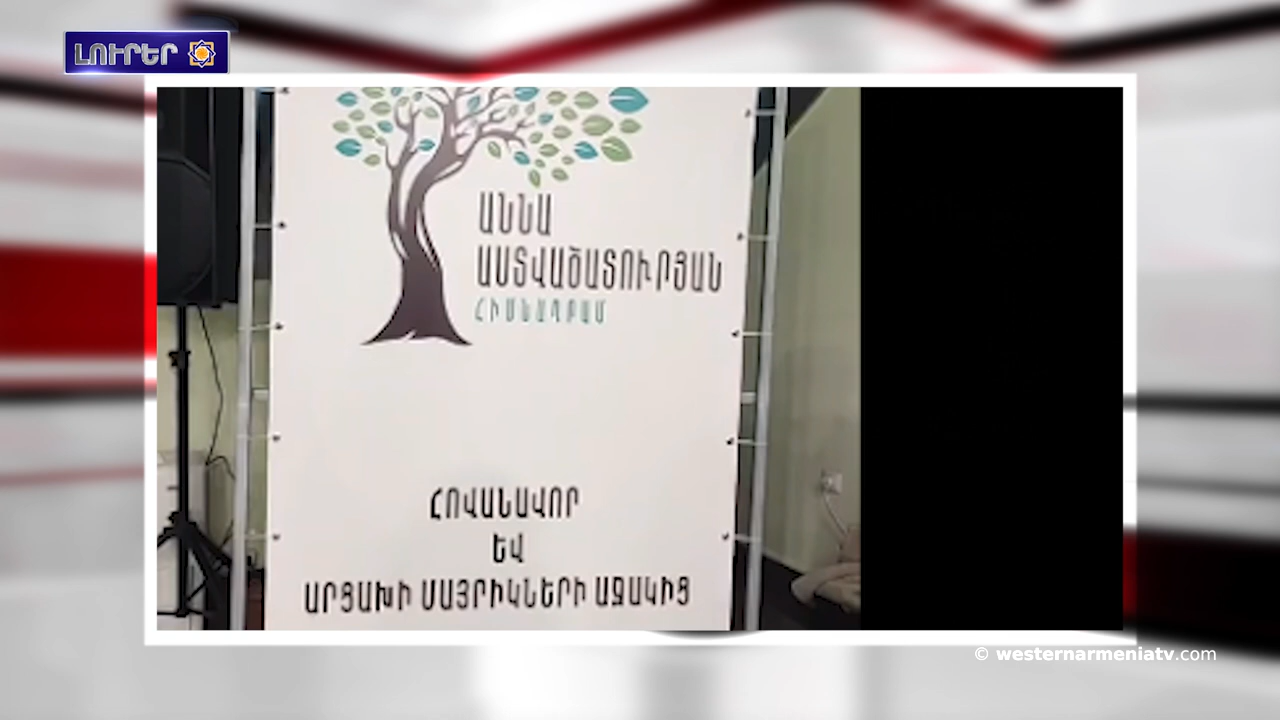 ԼՈՒՐԵՐ
ԱՆՆԱ
ԱՍՏՎԱԾԱՏՈՒՐՅԱՆ
ՀԻՄՆԱԴՐԱՄ
ՀՈՎԱՆԱՎՈՐ
ԵՎ
ԱՐՑԱԽԻ ՄԱՅՐԻԿՆԵՐԻ ԱՋԱԿԻՑ
© westernarmeniatv.com